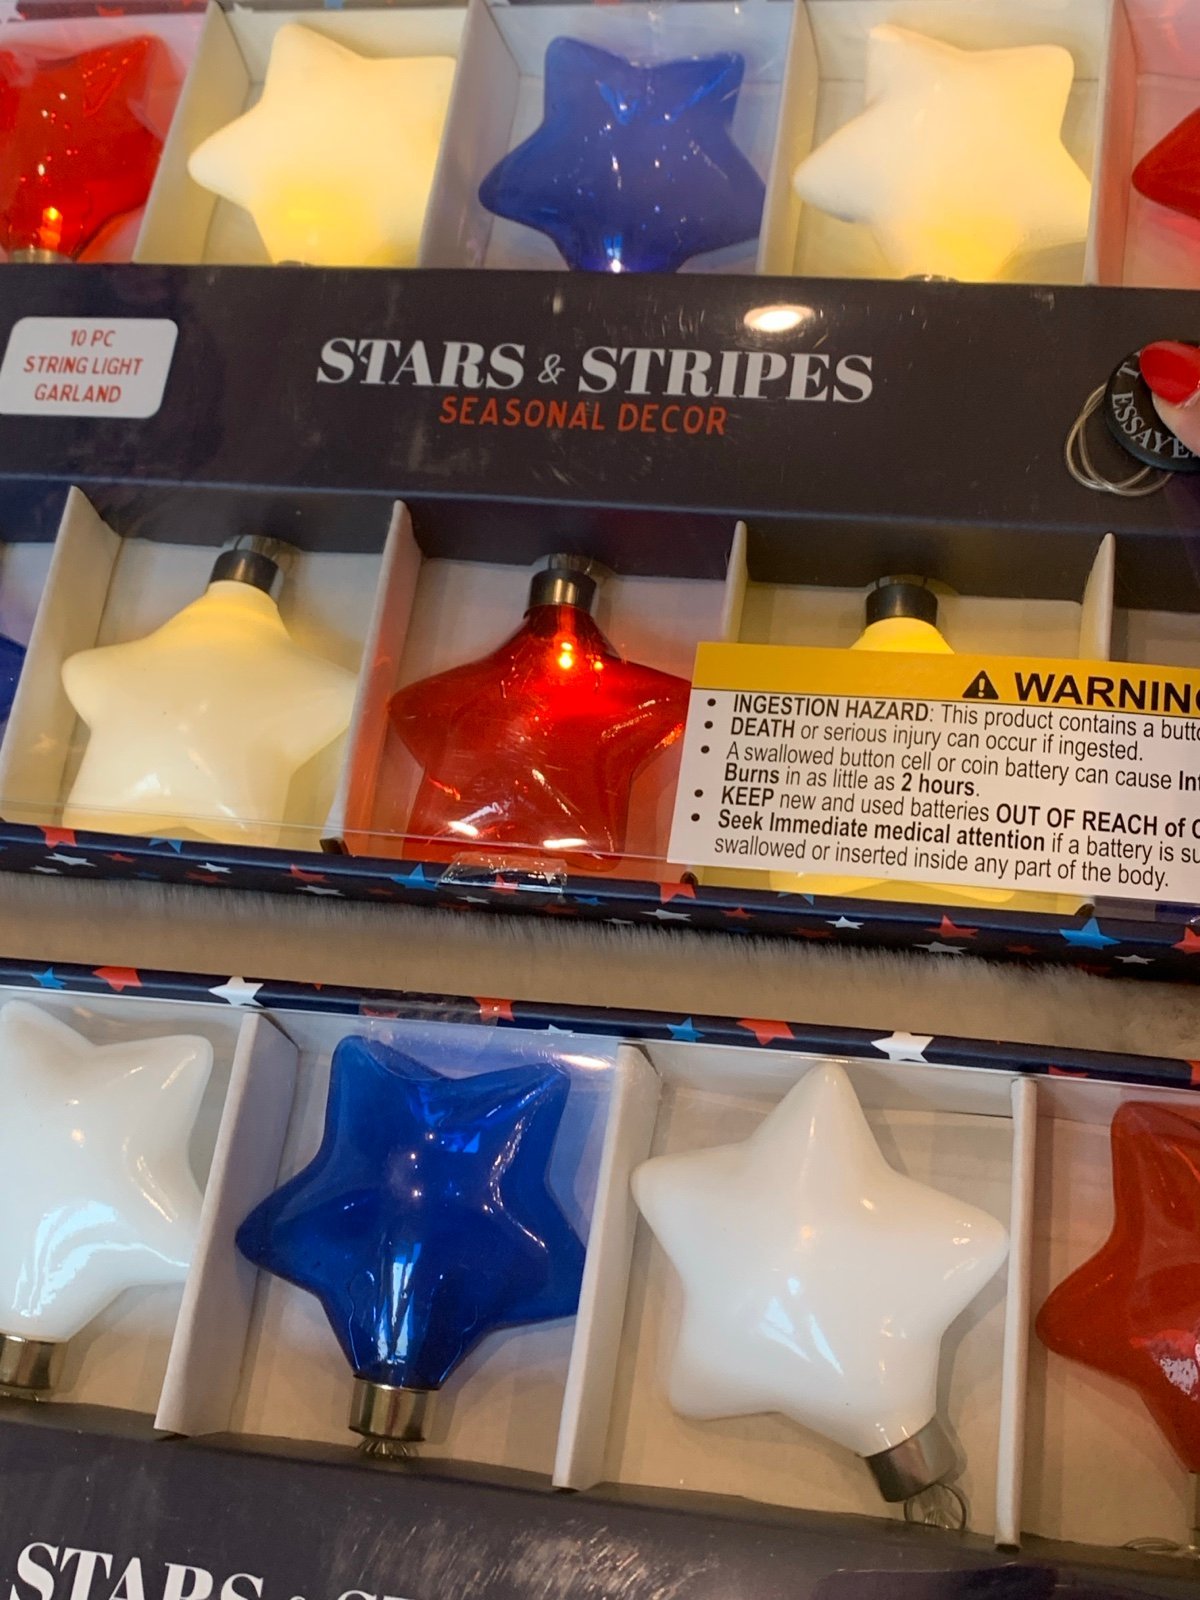 10 PC
STRING LIGHT
GARLAND
STARS & STRIPES
SEASONAL DECOR
ESSAYE
WARNING
• INGESTION HAZARD: This product contains a
• DEATH or serious injury can occur if ingested.
• A swallowed button cell or coin battery can cause
Burns in as little as 2 hours.
• KEEP new and used batteries OUT OF REACH of
• Seek Immediate medical attention if a battery is
swallowed or inserted inside any part of the body.
STARS &